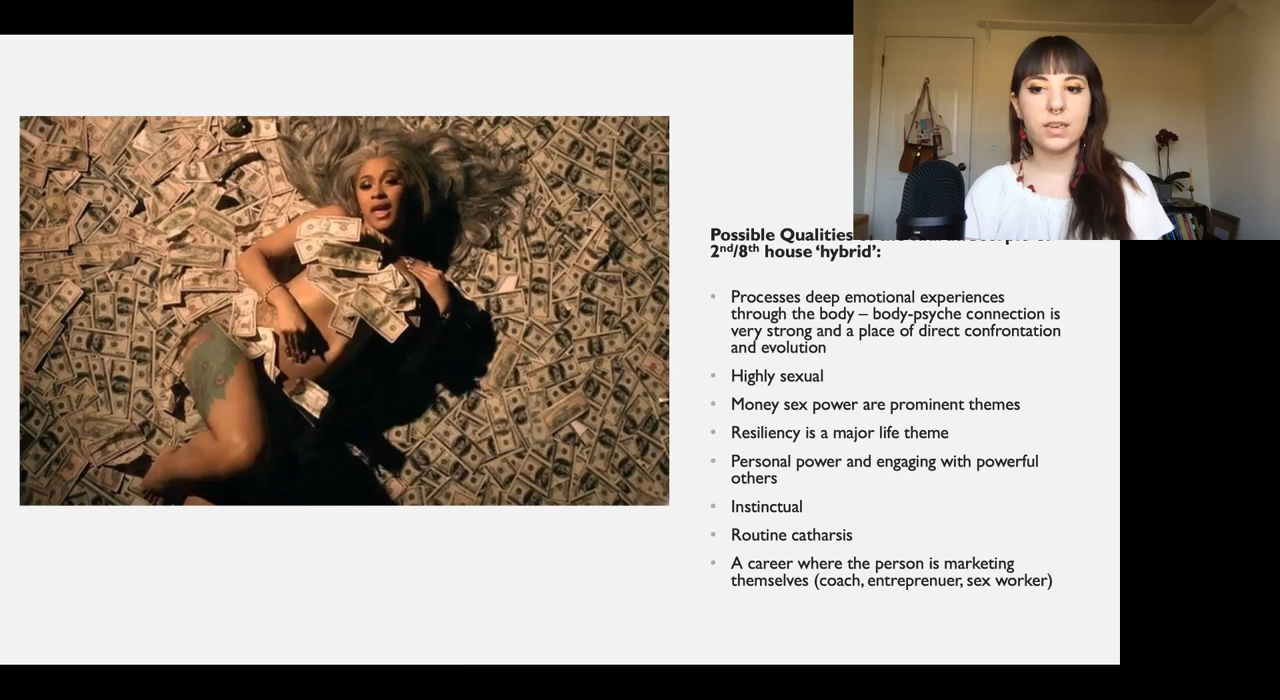 Possible Qualities
2nd/8th house ‘hybrid’:
• Processes deep emotional experiences
through the body – body-psyche connection is
very strong and a place of direct confrontation
and evolution
• Highly sexual
• Money sex power are prominent themes
• Resiliency is a major life theme
• Personal power and engaging with powerful
others
• Instinctual
• Routine catharsis
• A career where the person is marketing
themselves (coach, entreprenuer, sex worker)